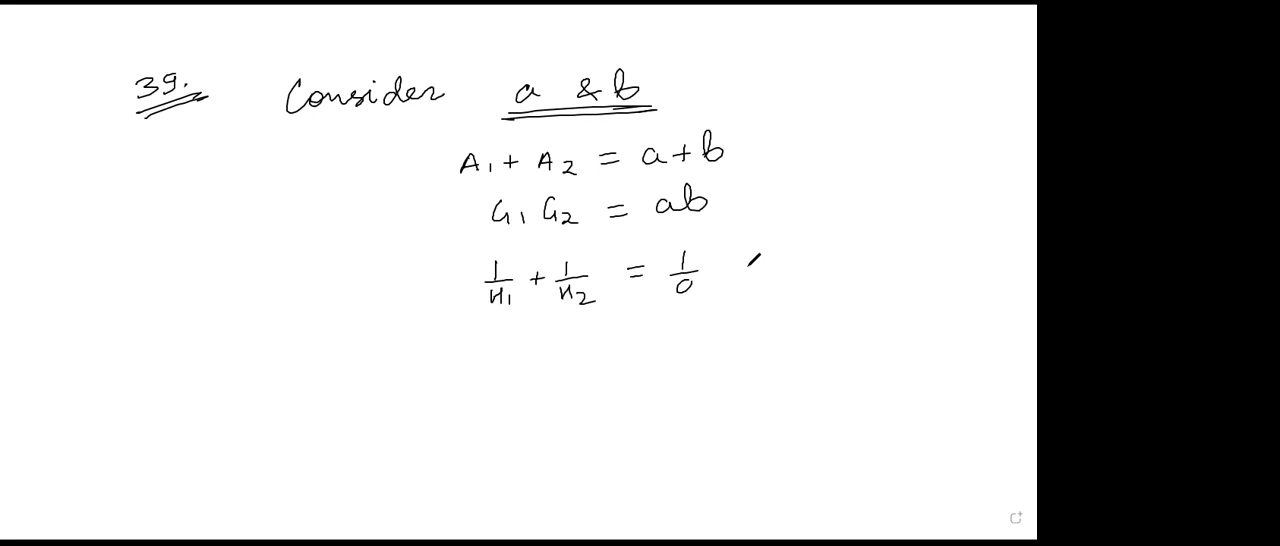 39. Consider a & b
A₁ + A₂ = a + b
G₁ G₂ = ab
1/H₁ + 1/H₂ = 1/0